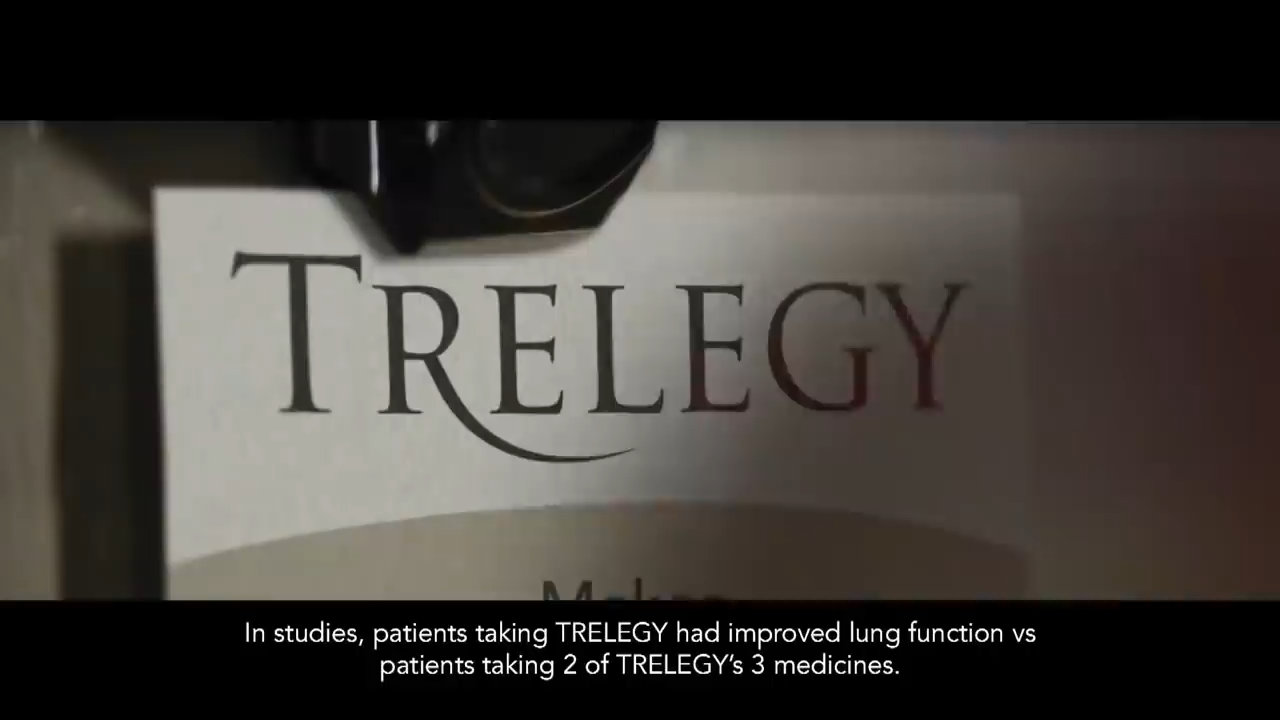 TRELEGY
In studies, patients taking TRELEGY had improved lung function vs
patients taking 2 of TRELEGY's 3 medicines.